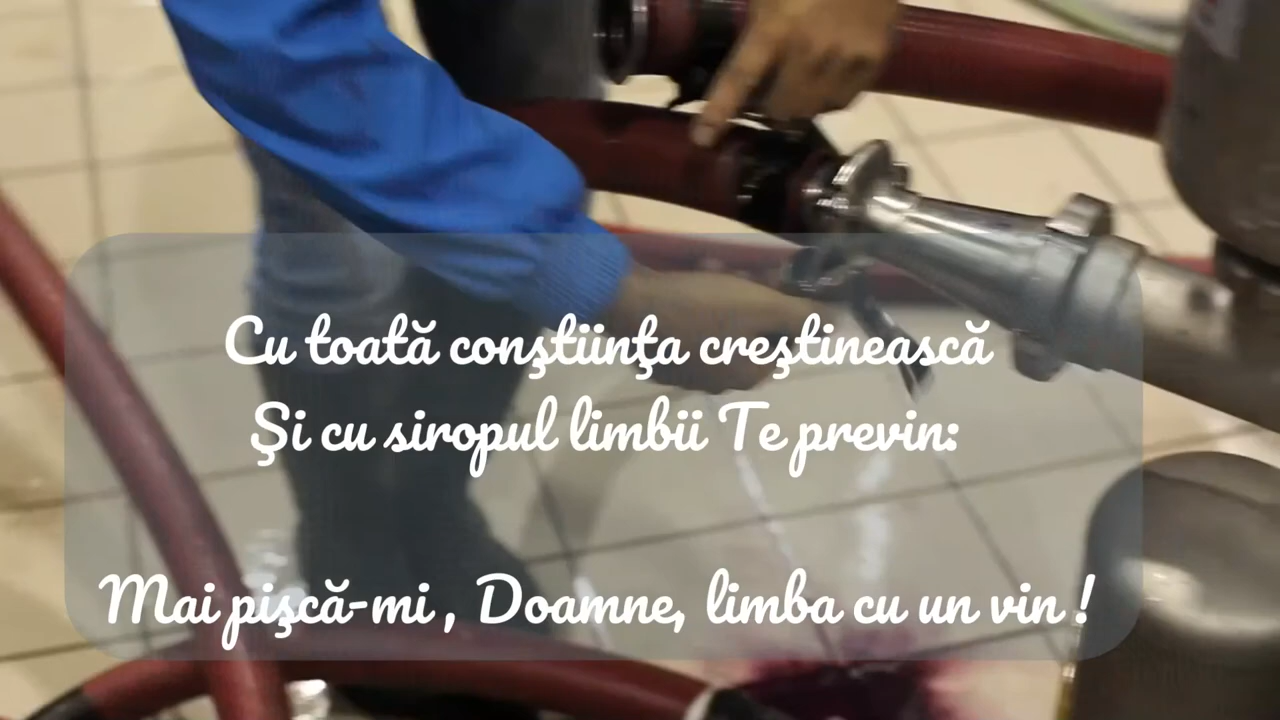 Cu toată conştiinţa creştinească
Şi cu siropul limbii Te previn:
Mai pişcă-mi , Doamne, limba cu un vin !